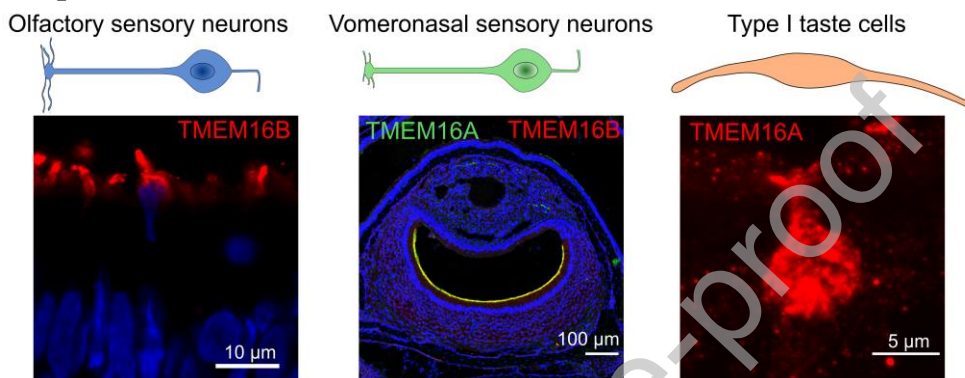 Olfactory sensory neurons
Vomeronasal sensory neurons
Type I taste cells
TMEM16B
TMEM16A TMEM16B
TMEM16A
10 μm
100 μm
5 μm
e-proof